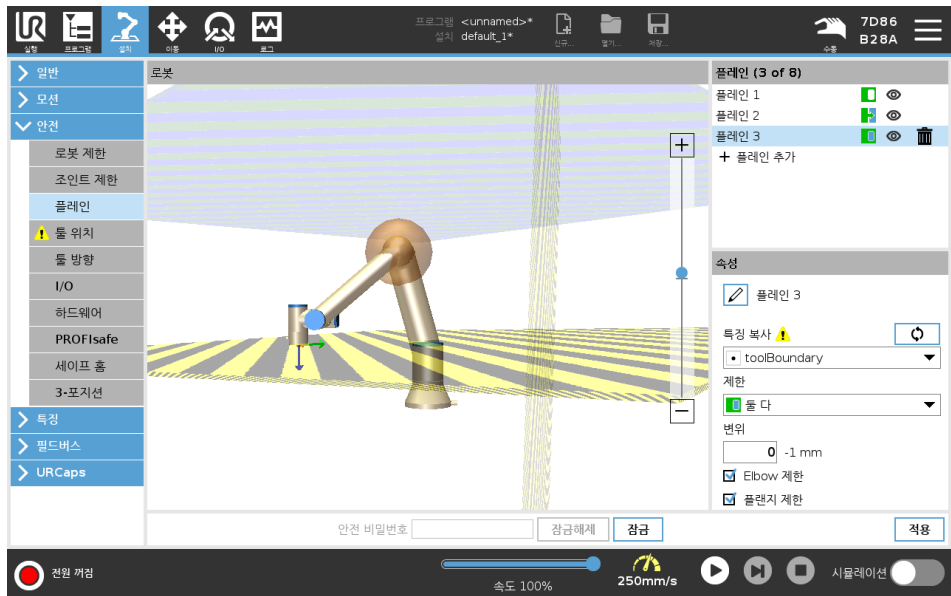 UR
실행
프로그램
설치
이동
I/O
로그
프로그램 <unnamed>*
설치 default_1*
신규...
열기...
저장...
수동
7D86
B28A
일반
모션
안전
로봇 제한
조인트 제한
플레인
툴 위치
툴 방향
I/O
하드웨어
PROFIsafe
세이프 홈
3-포지션
특징
필드버스
URCaps
로봇
플레인 (3 of 8)
플레인 1
플레인 2
플레인 3
+ 플레인 추가
속성
플레인 3
특징 복사
toolBoundary
제한
둘 다
변위
0 -1 mm
Elbow 제한
플랜지 제한
안전 비밀번호
잠금해제
잠금
적용
전원 꺼짐
속도 100%
250mm/s
시뮬레이션